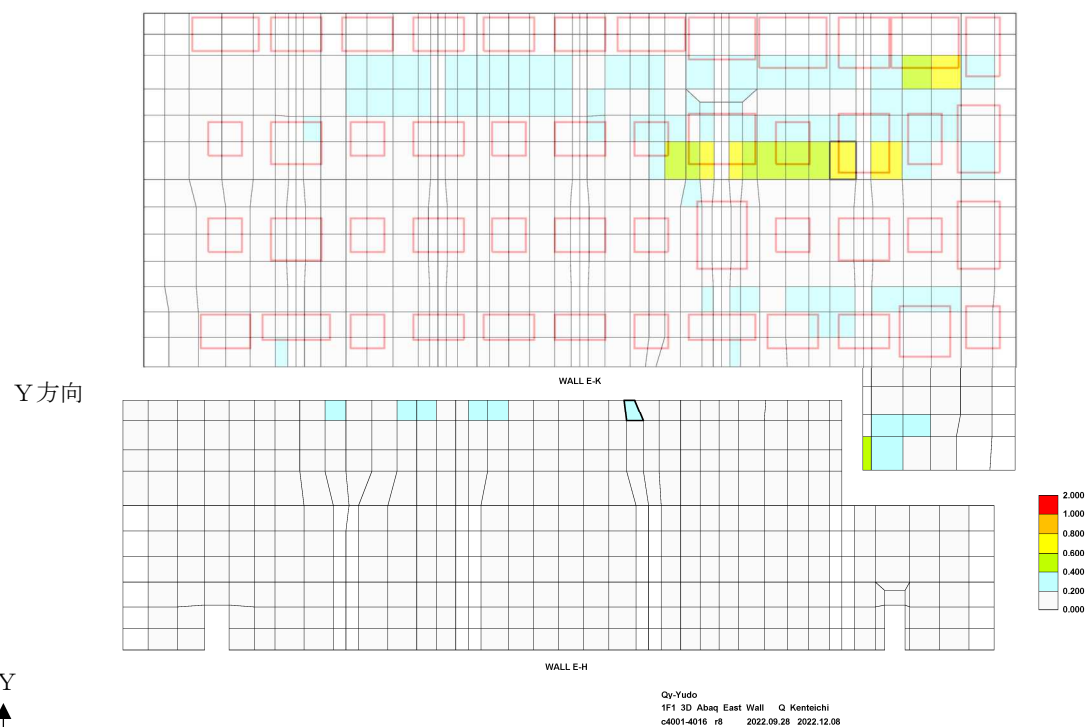 WALL E-K
Y方向
2.000
1.000
0.800
0.600
0.400
0.200
0.000
WALL E-H
Y
Qy-Yudo
1F1 3D Abaq East Wall Q Kenteichi
c4001-4016 r8 2022.09.28 2022.12.08